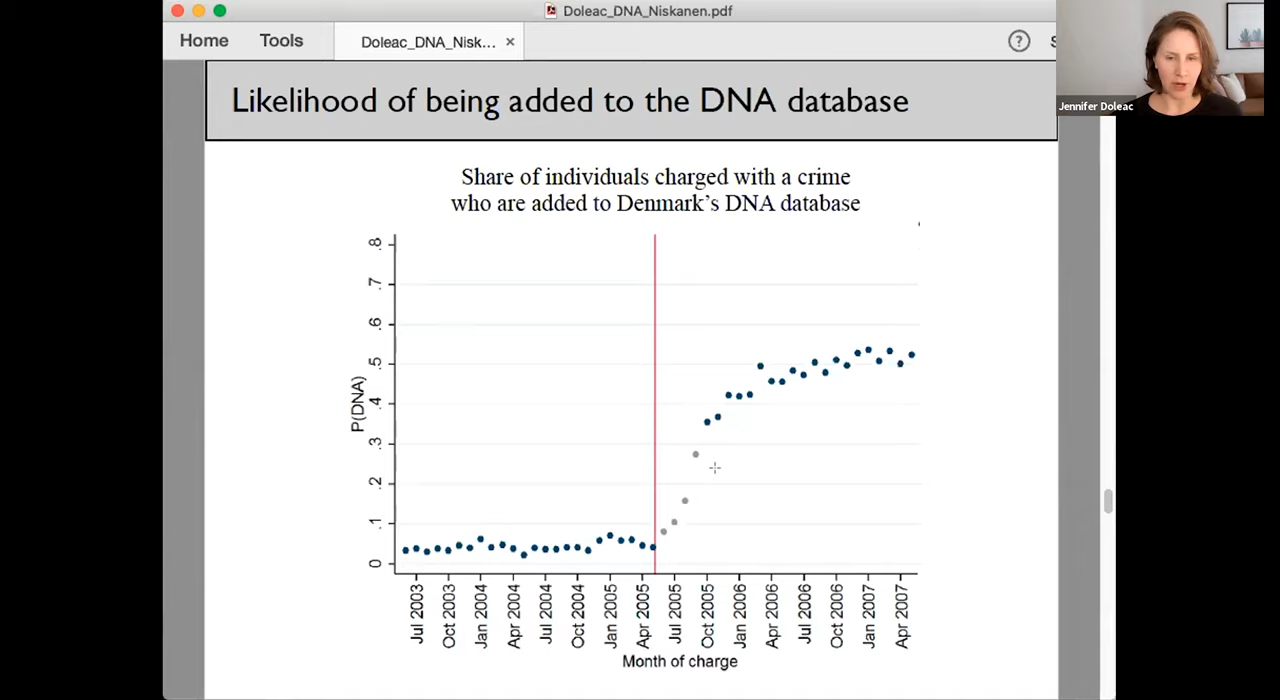 Doleac_DNA_Niskanen.pdf
Home
Tools
Doleac_DNA_Nisk... ×
?
S
Jennifer Doleac
Likelihood of being added to the DNA database
Share of individuals charged with a crime
who are added to Denmark's DNA database
P(DNA)
.8
.7
.6
.5
.4
.3
.2
.1
0
Jul 2003
Oct 2003
Jan 2004
Apr 2004
Jul 2004
Oct 2004
Jan 2005
Apr 2005
Jul 2005
Oct 2005
Jan 2006
Apr 2006
Jul 2006
Oct 2006
Jan 2007
Apr 2007
Month of charge